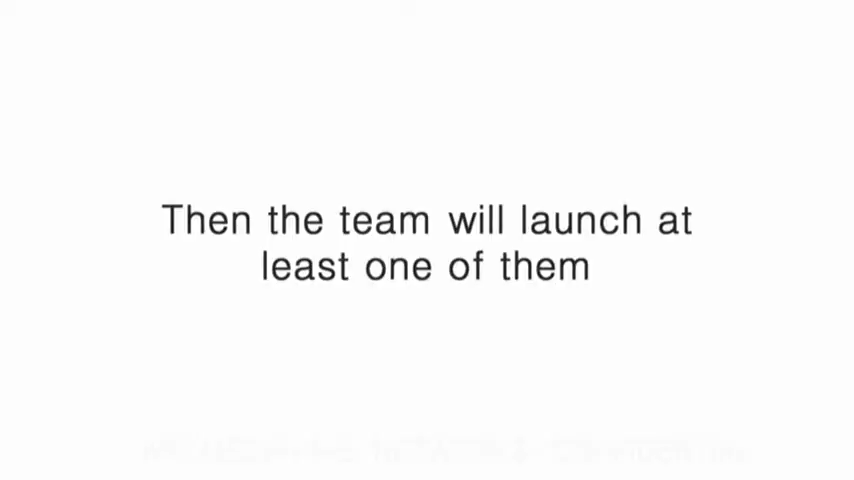 Then the team will launch at
least one of them